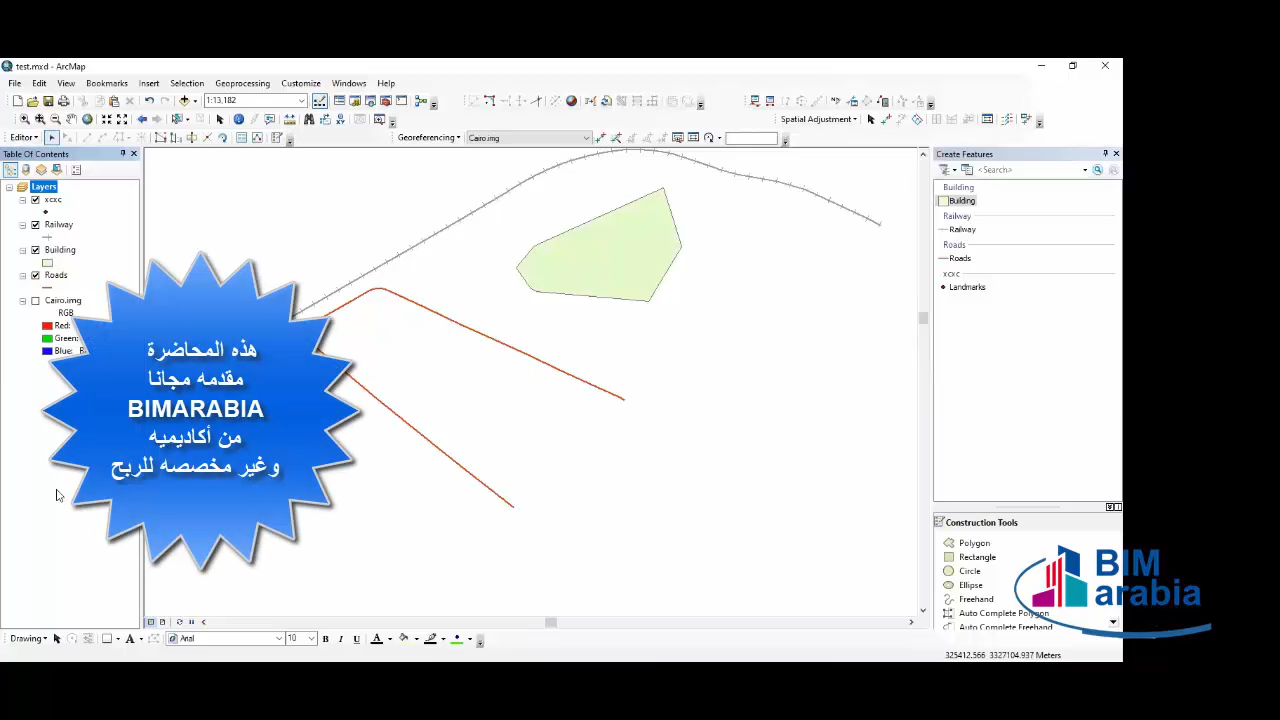 test.mxd - ArcMap
File Edit View Bookmarks Insert Selection Geoprocessing Customize Windows Help
1:13,182
Spatial Adjustment
Editor Georeferencing Cairo.img
Table Of Contents
Layers
xcxc
Railway
Building
Roads
Cairo.img
RGB
Red:
Green:
Blue:
هذه المحاضرة
مقدمه مجانا
BIMARABIA
من أكاديميه
وغير مخصصه للربح
Create Features
<Search>
Building
Building
Railway
Railway
Roads
Roads
xcxc
Landmarks
Construction Tools
Polygon
Rectangle
Circle
Ellipse
Freehand
Auto Complete Polygon
Auto Complete Freehand
BIM
arabia
Drawing A Arial 10 B I U A
325412.566 3327104.937 Meters